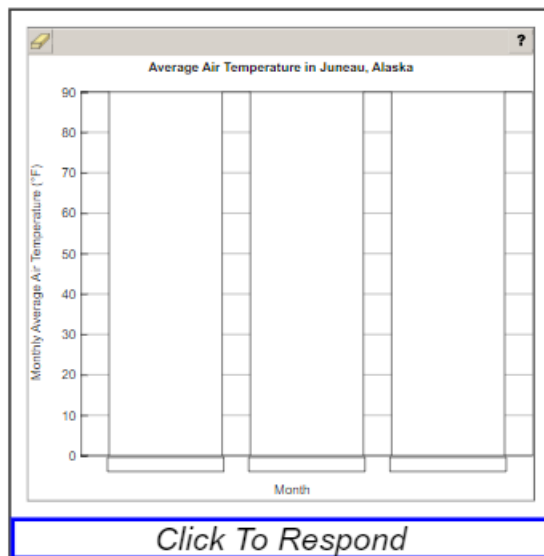 ?
Average Air Temperature in Juneau, Alaska
Monthly Average Air Temperature (°F)
90
80
70
60
50
40
30
20
10
0
Month
Click To Respond